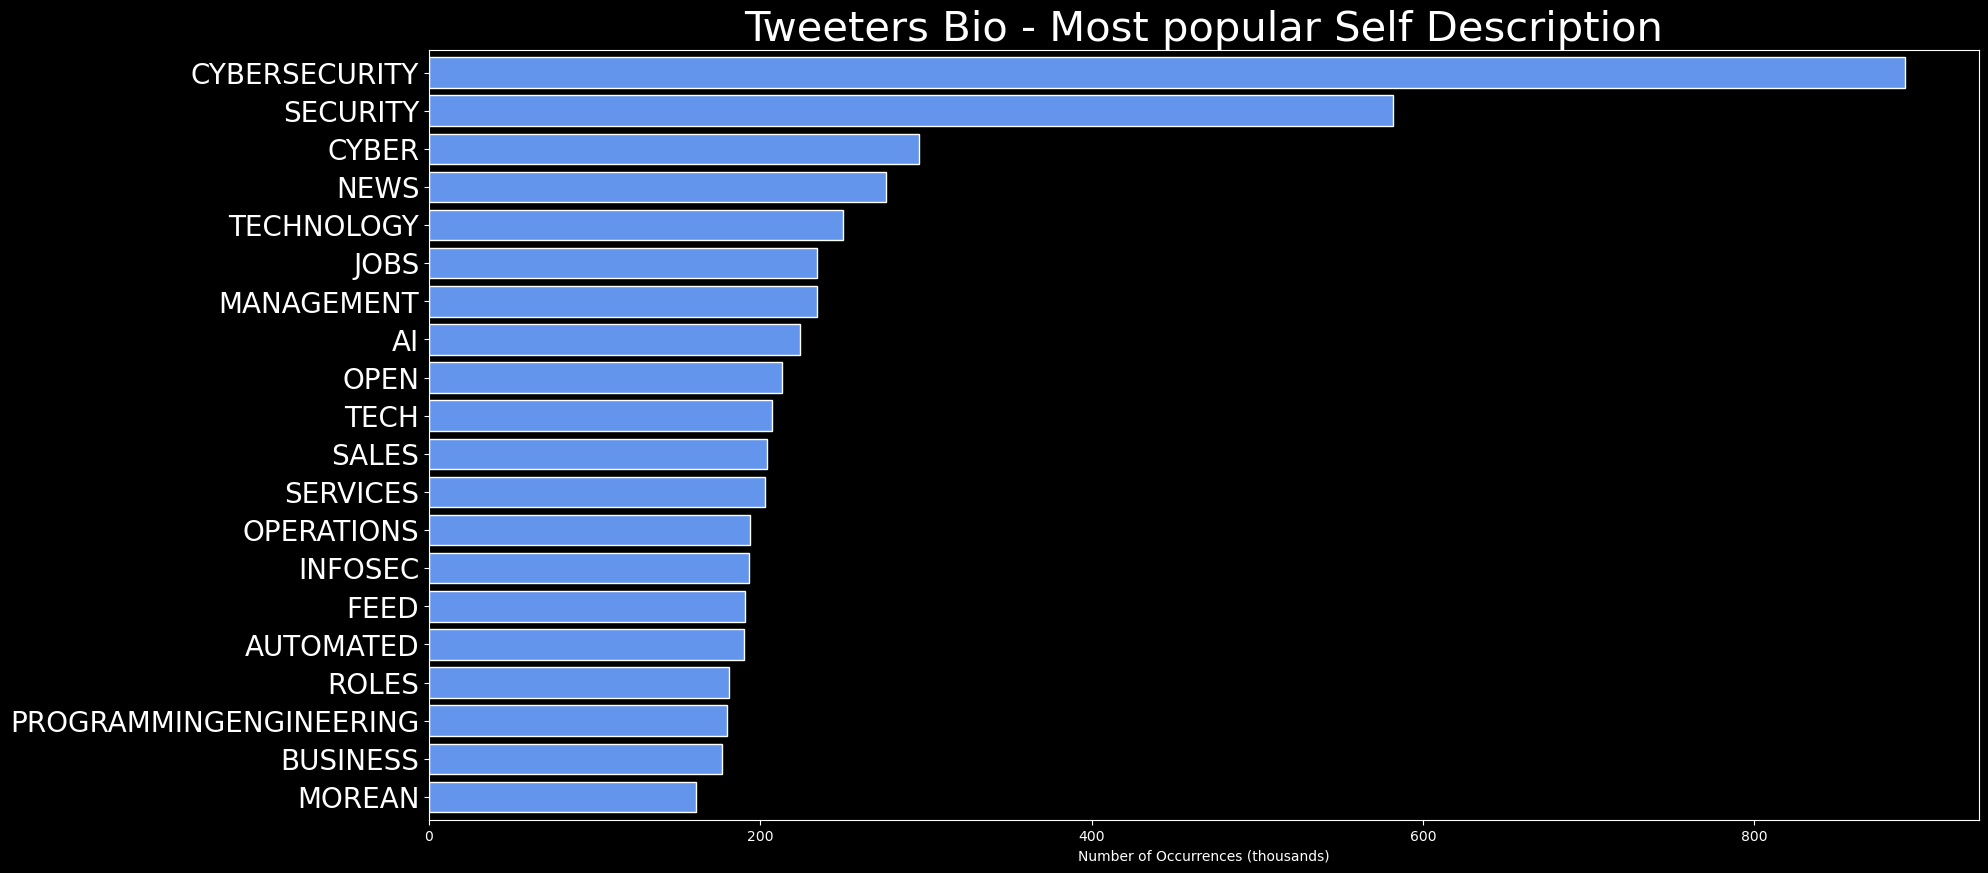 Tweeters Bio - Most popular Self Description
CYBERSECURITY
SECURITY
CYBER
NEWS
TECHNOLOGY
JOBS
MANAGEMENT
AI
OPEN
TECH
SALES
SERVICES
OPERATIONS
INFOSEC
FEED
AUTOMATED
ROLES
PROGRAMMINGENGINEERING
BUSINESS
MOREAN
0 200 400 600 800
Number of Occurrences (thousands)